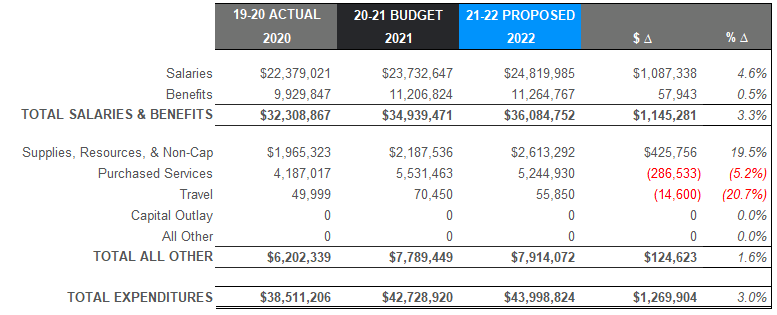 19-20 ACTUAL 20-21 BUDGET 21-22 PROPOSED
2020 2021 2022 $ Δ % Δ
Salaries $22,379,021 $23,732,647 $24,819,985 $1,087,338 4.6%
Benefits 9,929,847 11,206,824 11,264,767 57,943 0.5%
TOTAL SALARIES & BENEFITS $32,308,867 $34,939,471 $36,084,752 $1,145,281 3.3%
Supplies, Resources, & Non-Cap $1,965,323 $2,187,536 $2,613,292 $425,756 19.5%
Purchased Services 4,187,017 5,531,463 5,244,930 (286,533) (5.2%)
Travel 49,999 70,450 55,850 (14,600) (20.7%)
Capital Outlay 0 0 0 0 0.0%
All Other 0 0 0 0 0.0%
TOTAL ALL OTHER $6,202,339 $7,789,449 $7,914,072 $124,623 1.6%
TOTAL EXPENDITURES $38,511,206 $42,728,920 $43,998,824 $1,269,904 3.0%